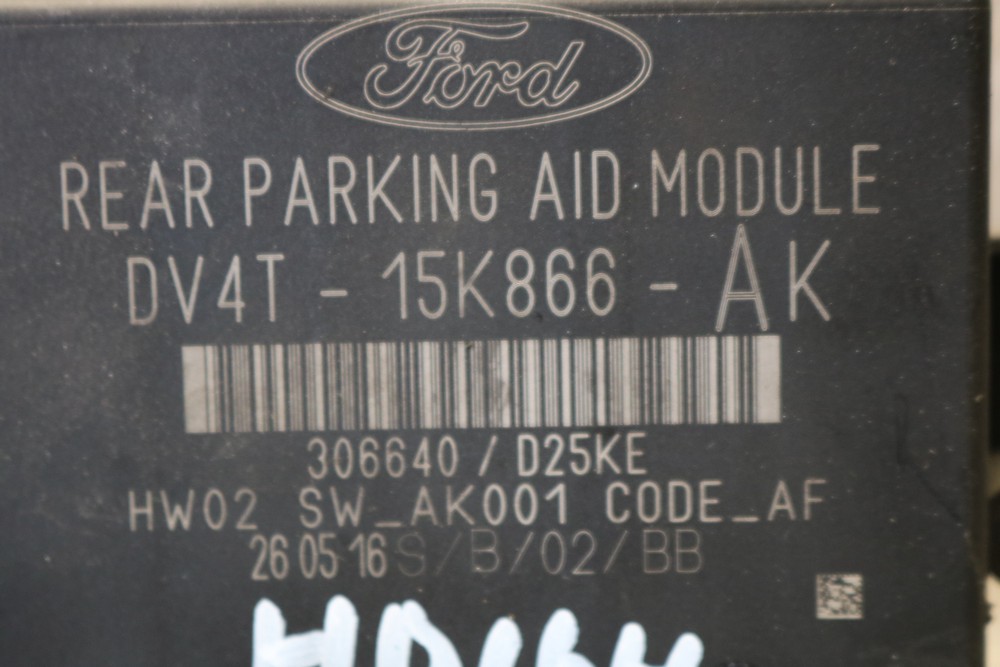 Ford
REAR PARKING AID MODULE
DV4T - 15K866 - AK
306640 / D25KE
HW02 SW_AK001 CODE_AF
26 05 16 S/B/02/BB